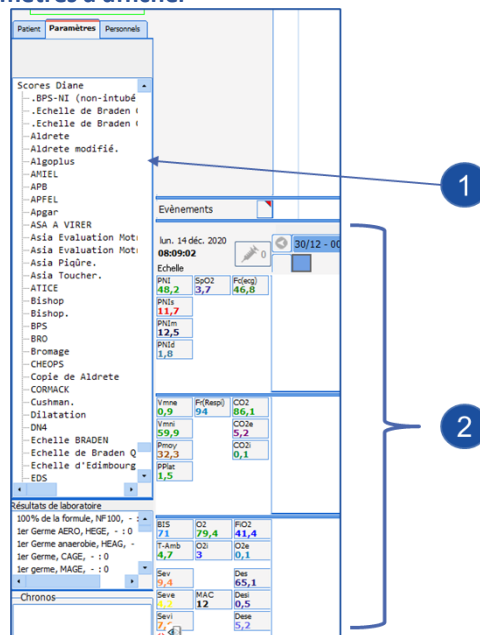 mètres à afficher
Patient Paramètres Personnels
Scores Diane
.BPS-NI (non-intubé
.Echelle de Braden
.Echelle de Braden
Aldrete
Aldrete modifié.
Algoplus
AMIEL
APB
APFEL
Apgar
ASA A VIRER
Asia Evaluation Mot
Asia Evaluation Mot
Asia Piqûre.
Asia Toucher.
ATICE
Bishop
Bishop.
BPS
BRO
Bromage
CHEOPS
Copie de Aldrete
CORMACK
Cushman.
Dilatation
DN4
Echelle BRADEN
Echelle de Braden Q
Echelle d'Edimbourg
EDS
Résultats de laboratoire
100% de la formule, NF100, -
1er Germe AERO, HEGE, - : 0
1er Germe anaerobie, HEAG, -
1er Germe, CAGE, - : 0
1er germe, MAGE, - : 0
Chronos
1
Evènements
lun. 14 déc. 2020
08:09:02
0
30/12 - 00
Echelle
PNI SpO2 Fc(ecg)
48,2 3,7 46,8
PNIs
11,7
PNIm
12,5
PNId
1,8
Vmne Fr(Respi) CO2
0,9 94 86,1
Vmni CO2e
59,9 5,2
Pmoy CO2i
32,3 0,1
PPlat
1,5
BIS O2 FiO2
71 79,4 41,4
T-Amb O2i O2e
4,7 3 0,1
Sev Des
9,4 65,1
Seve MAC Desi
4,2 12 0,5
Sevi Dese
5,2
2